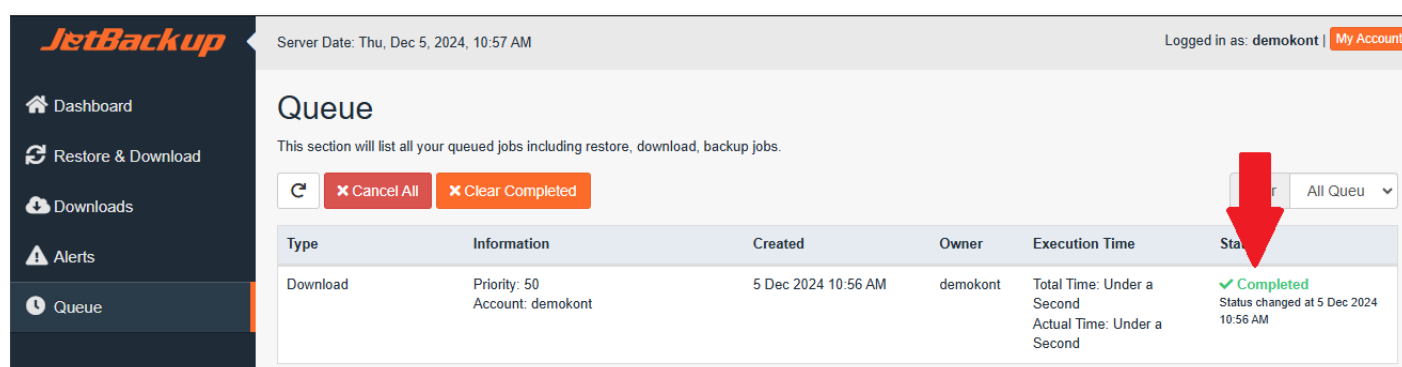 JetBackup
Server Date: Thu, Dec 5, 2024, 10:57 AM
Logged in as: demokont | My Account
Dashboard
Restore & Download
Downloads
Alerts
Queue
Queue
This section will list all your queued jobs including restore, download, backup jobs.
Cancel All
Clear Completed
All Queu
Type Information Created Owner Execution Time
Download Priority: 50 5 Dec 2024 10:56 AM demokont Total Time: Under a Completed
Account: demokont Second Status changed at 5 Dec 2024
Actual Time: Under a 10:56 AM
Second